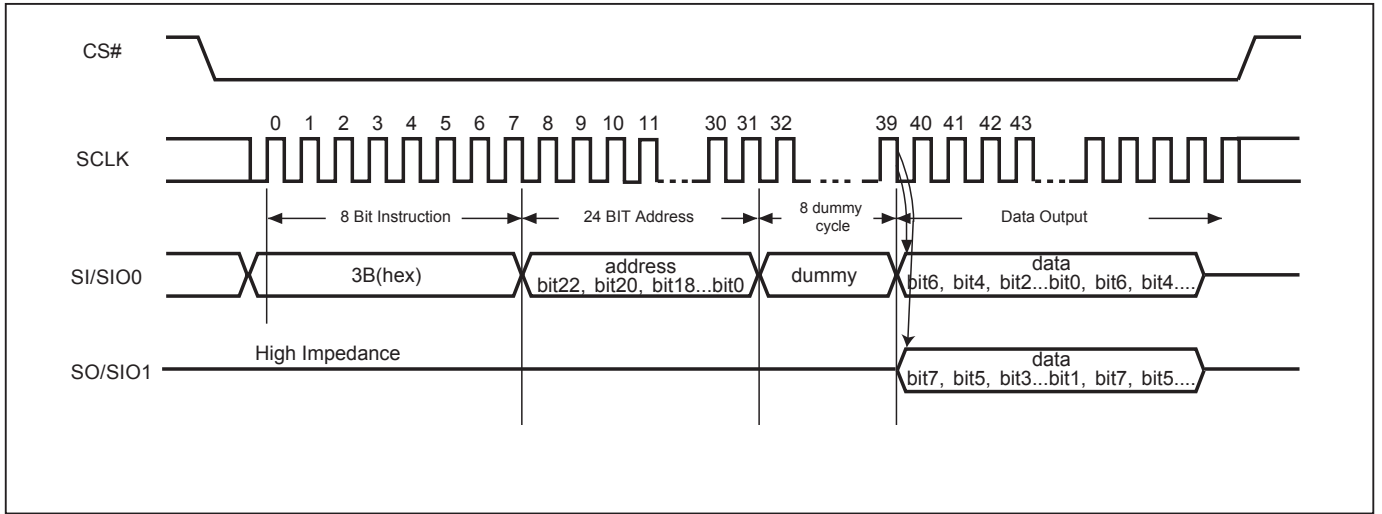 CS#
0 1 2 3 4 5 6 7 8 9 10 11 30 31 32 39 40 41 42 43
SCLK
8 Bit Instruction 24 BIT Address 8 dummy cycle Data Output
SI/SIO0
3B(hex)
address
bit22, bit20, bit18...bit0
dummy
data
bit6, bit4, bit2...bit0, bit6, bit4....
High Impedance
SO/SIO1
data
bit7, bit5, bit3...bit1, bit7, bit5....